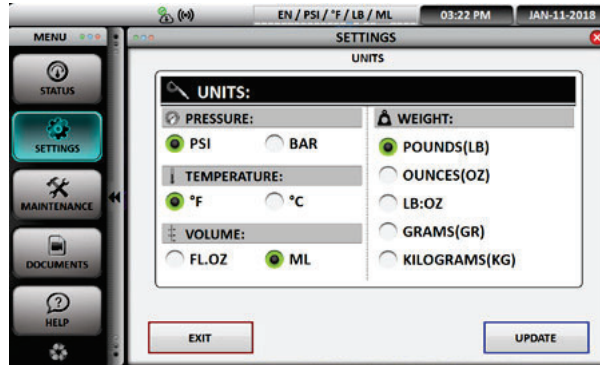 EN / PSI / °F / LB / ML 03:22 PM JAN-11-2018
MENU SETTINGS
UNITS
STATUS
SETTINGS
MAINTENANCE
DOCUMENTS
HELP
UNITS:
PRESSURE:
PSI BAR
TEMPERATURE:
°F °C
VOLUME:
FL.OZ ML
WEIGHT:
POUNDS(LB)
OUNCES(OZ)
LB:OZ
GRAMS(GR)
KILOGRAMS(KG)
EXIT UPDATE